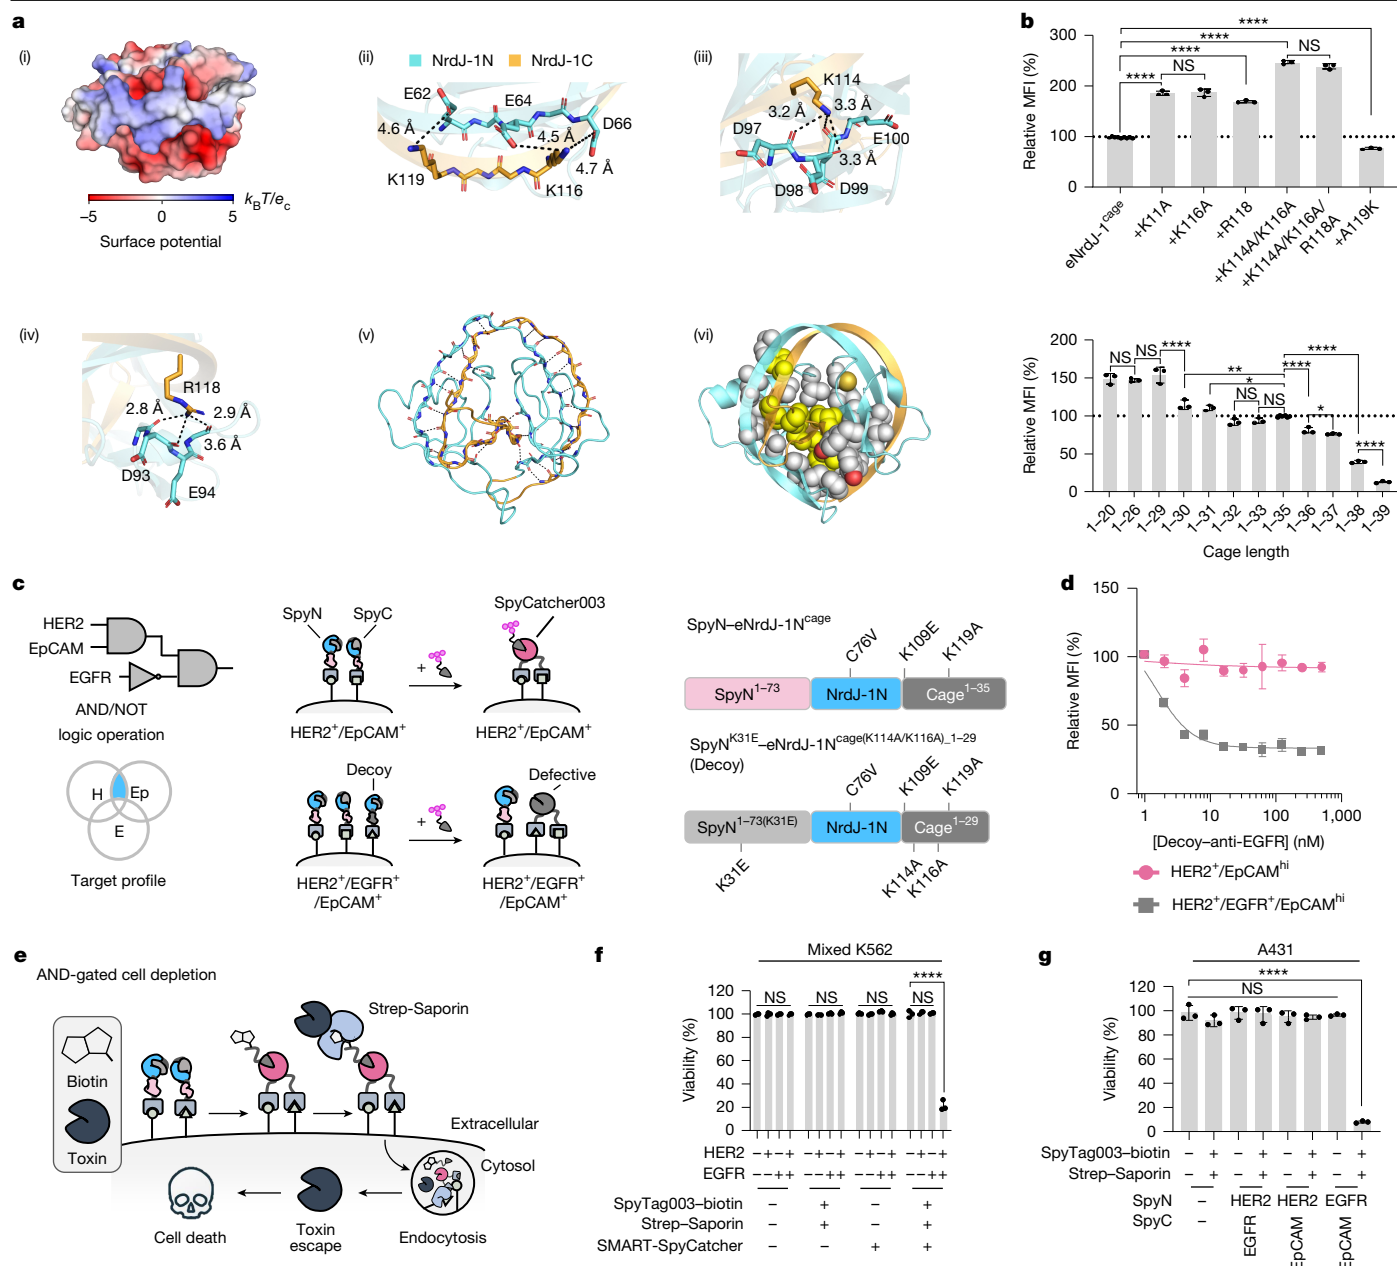 a
(i)
−5
0
5
kBT/ec
Surface potential
(ii)
NrdJ-1N
NrdJ-1C
E62
E64
D66
4.6 Å
4.5 Å
4.7 Å
K119
K116
(iii)
K114
3.2 Å
3.3 Å
D97
E100
3.3 Å
D98
D99
(iv)
R118
2.8 Å
2.9 Å
3.6 Å
D93
E94
(v)
(vi)
b
Relative MFI (%)
300
200
100
0
****
****
****
****
NS
NS
eNrdJ-1cage
+K11A
+K116A
+R118
+K114A/K116A
+K114A/K116A/
R118A
+A119K
Relative MFI (%)
200
150
100
50
0
NS
NS
****
**
*
NS
NS
****
****
*
****
1–20
1–26
1–29
1–30
1–31
1–32
1–33
1–35
1–36
1–37
1–38
1–39
Cage length
c
HER2
EpCAM
EGFR
AND/NOT
logic operation
H
Ep
E
Target profile
SpyN
SpyC
SpyCatcher003
+
HER2+/EpCAM+
HER2+/EpCAM+
Decoy
Defective
+
HER2+/EGFR+
/EpCAM+
HER2+/EGFR+
/EpCAM+
SpyN–eNrdJ-1Ncage
C76V
K109E
K119A
SpyN1–73
NrdJ-1N
Cage1–35
SpyNK31E–eNrdJ-1Ncage(K114A/K116A)_1–29
(Decoy)
C76V
K109E
K119A
SpyN1–73(K31E)
NrdJ-1N
Cage1–29
K31E
K114A
K116A
d
Relative MFI (%)
150
100
50
0
1
10
100
1,000
[Decoy–anti-EGFR] (nM)
HER2+/EpCAMhi
HER2+/EGFR+/EpCAMhi
e
AND-gated cell depletion
Biotin
Toxin
Strep-Saporin
Extracellular
Cytosol
Cell death
Toxin
escape
Endocytosis
f
Mixed K562
Viability (%)
120
100
80
60
40
20
0
NS
NS
NS
NS
****
HER2 − + − + − + − + − + − + − + − +
EGFR − − + + − − + + − − + + − − + +
SpyTag003–biotin − + − +
Strep–Saporin − + − +
SMART-SpyCatcher − − + +
g
A431
Viability (%)
120
100
80
60
40
20
0
****
NS
SpyTag003–biotin − + − + − + − +
Strep–Saporin − + − + − + − +
SpyN − HER2 HER2 EGFR
SpyC − EGFR EpCAM EpCAM